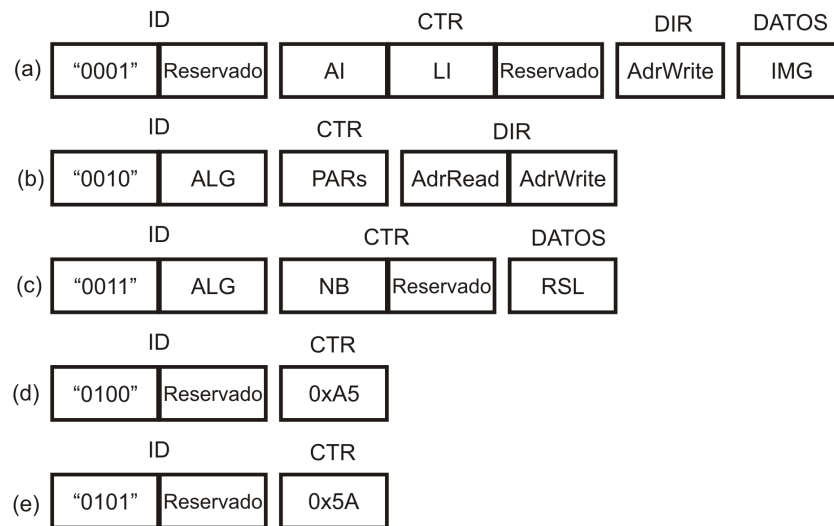 ID CTR DIR DATOS
(a) “0001” Reservado AI LI Reservado AdrWrite IMG
ID CTR DIR
(b) “0010” ALG PARs AdrRead AdrWrite
ID CTR DATOS
(c) “0011” ALG NB Reservado RSL
ID CTR
(d) “0100” Reservado 0xA5
ID CTR
(e) “0101” Reservado 0x5A